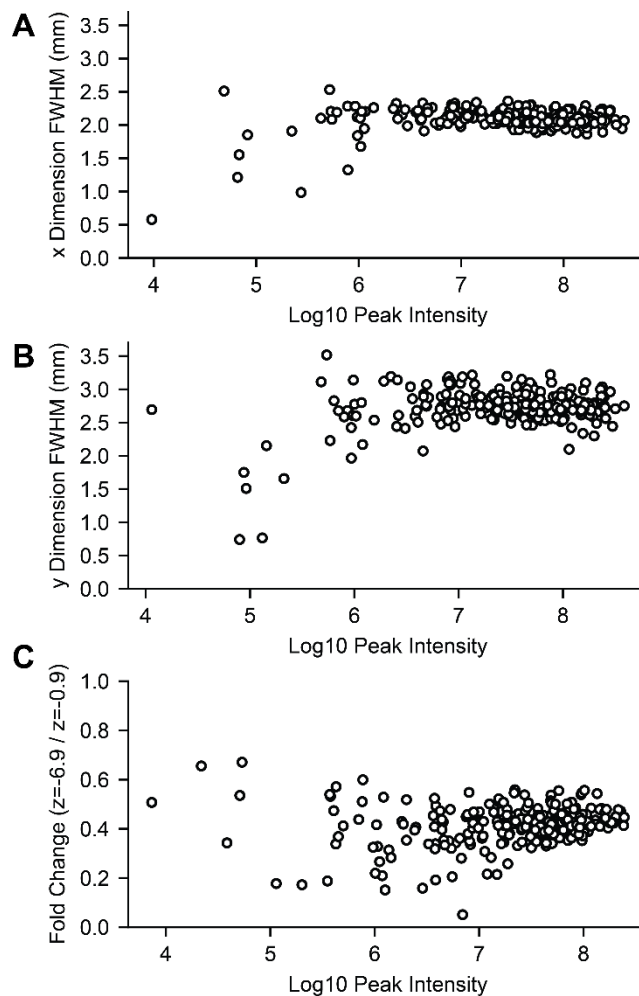 A
x Dimension FWHM (mm)
3.5
3.0
2.5
2.0
1.5
1.0
0.5
0.0
4 5 6 7 8
Log10 Peak Intensity
B
y Dimension FWHM (mm)
3.5
3.0
2.5
2.0
1.5
1.0
0.5
0.0
4 5 6 7 8
Log10 Peak Intensity
C
Fold Change (z=-6.9 / z=-0.9)
1.0
0.8
0.6
0.4
0.2
0.0
4 5 6 7 8
Log10 Peak Intensity